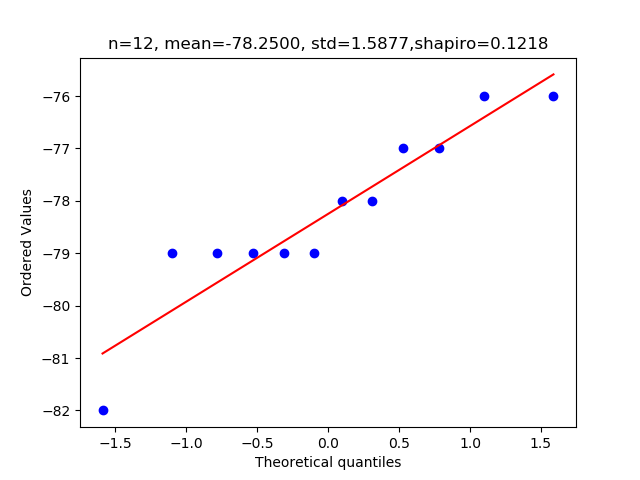 n=12, mean=-78.2500, std=1.5877,shapiro=0.1218
Ordered Values
−76
−77
−78
−79
−80
−81
−82
−1.5 −1.0 −0.5 0.0 0.5 1.0 1.5
Theoretical quantiles